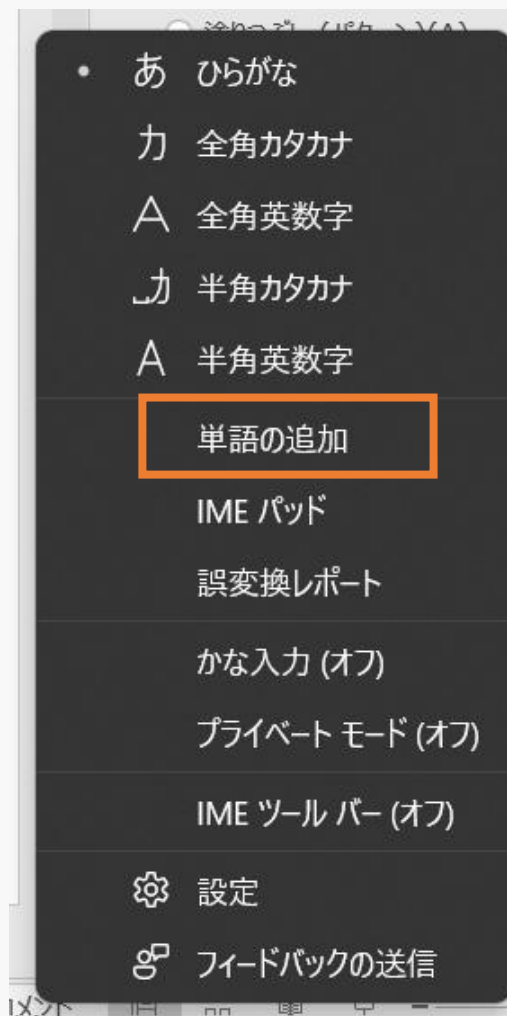 あ ひらがな
カ 全角カタカナ
A 全角英数字
カ 半角カタカナ
A 半角英数字
単語の追加
IME パッド
誤変換レポート
かな入力 (オフ)
プライベート モード (オフ)
IME ツール バー (オフ)
設定
フィードバックの送信